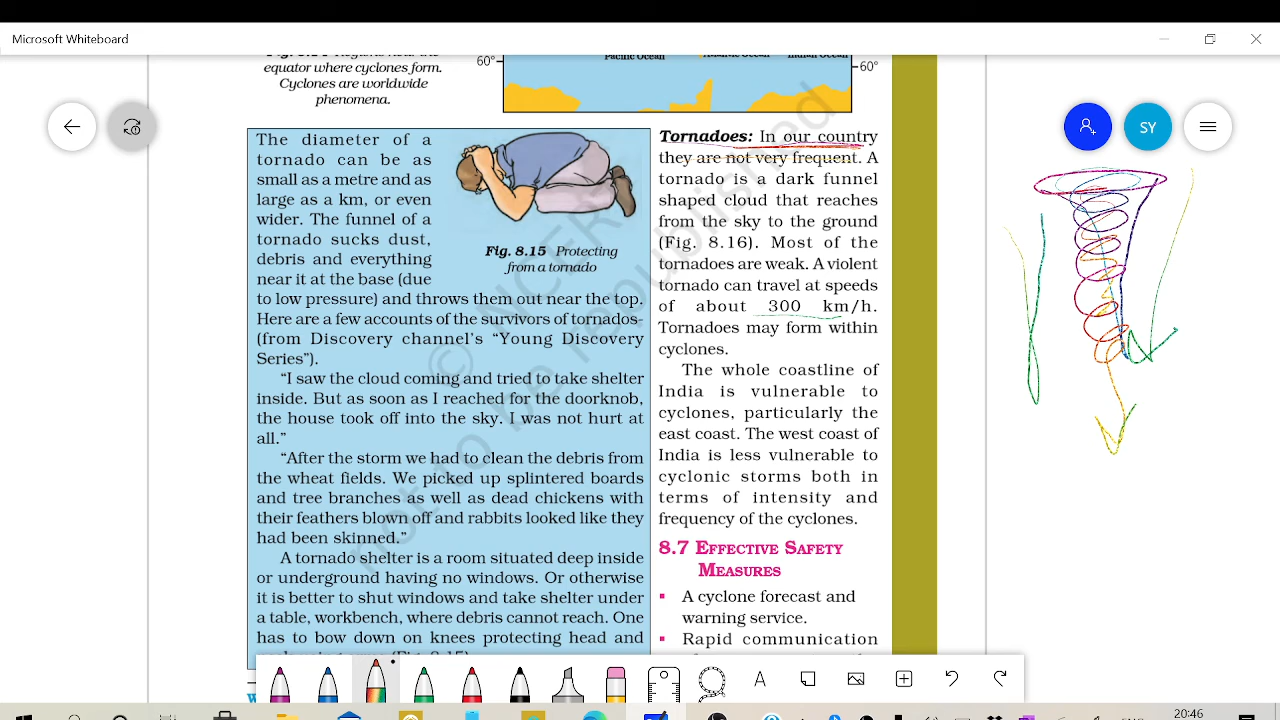 Microsoft Whiteboard
equator where cyclones form.
Cyclones are worldwide
phenomena.
60°
Pacific Ocean
Atlantic Ocean
Indian Ocean
60°
The diameter of a
tornado can be as
small as a metre and as
large as a km, or even
wider. The funnel of a
tornado sucks dust,
debris and everything
near it at the base (due
to low pressure) and throws them out near the top.
Here are a few accounts of the survivors of tornados-
(from Discovery channel's “Young Discovery
Series”).
“I saw the cloud coming and tried to take shelter
inside. But as soon as I reached for the doorknob,
the house took off into the sky. I was not hurt at
all.”
“After the storm we had to clean the debris from
the wheat fields. We picked up splintered boards
and tree branches as well as dead chickens with
their feathers blown off and rabbits looked like they
had been skinned.”
A tornado shelter is a room situated deep inside
or underground having no windows. Or otherwise
it is better to shut windows and take shelter under
a table, workbench, where debris cannot reach. One
has to bow down on knees protecting head and
(Fig. 8.15)
Fig. 8.15 Protecting
from a tornado
Tornadoes: In our country
they are not very frequent. A
tornado is a dark funnel
shaped cloud that reaches
from the sky to the ground
(Fig. 8.16). Most of the
tornadoes are weak. A violent
tornado can travel at speeds
of about 300 km/h.
Tornadoes may form within
cyclones.
The whole coastline of
India is vulnerable to
cyclones, particularly the
east coast. The west coast of
India is less vulnerable to
cyclonic storms both in
terms of intensity and
frequency of the cyclones.
8.7 EFFECTIVE SAFETY
MEASURES
▪ A cyclone forecast and
warning service.
▪ Rapid communication
© NCERT
not to be republished
SY
A
W
20:46